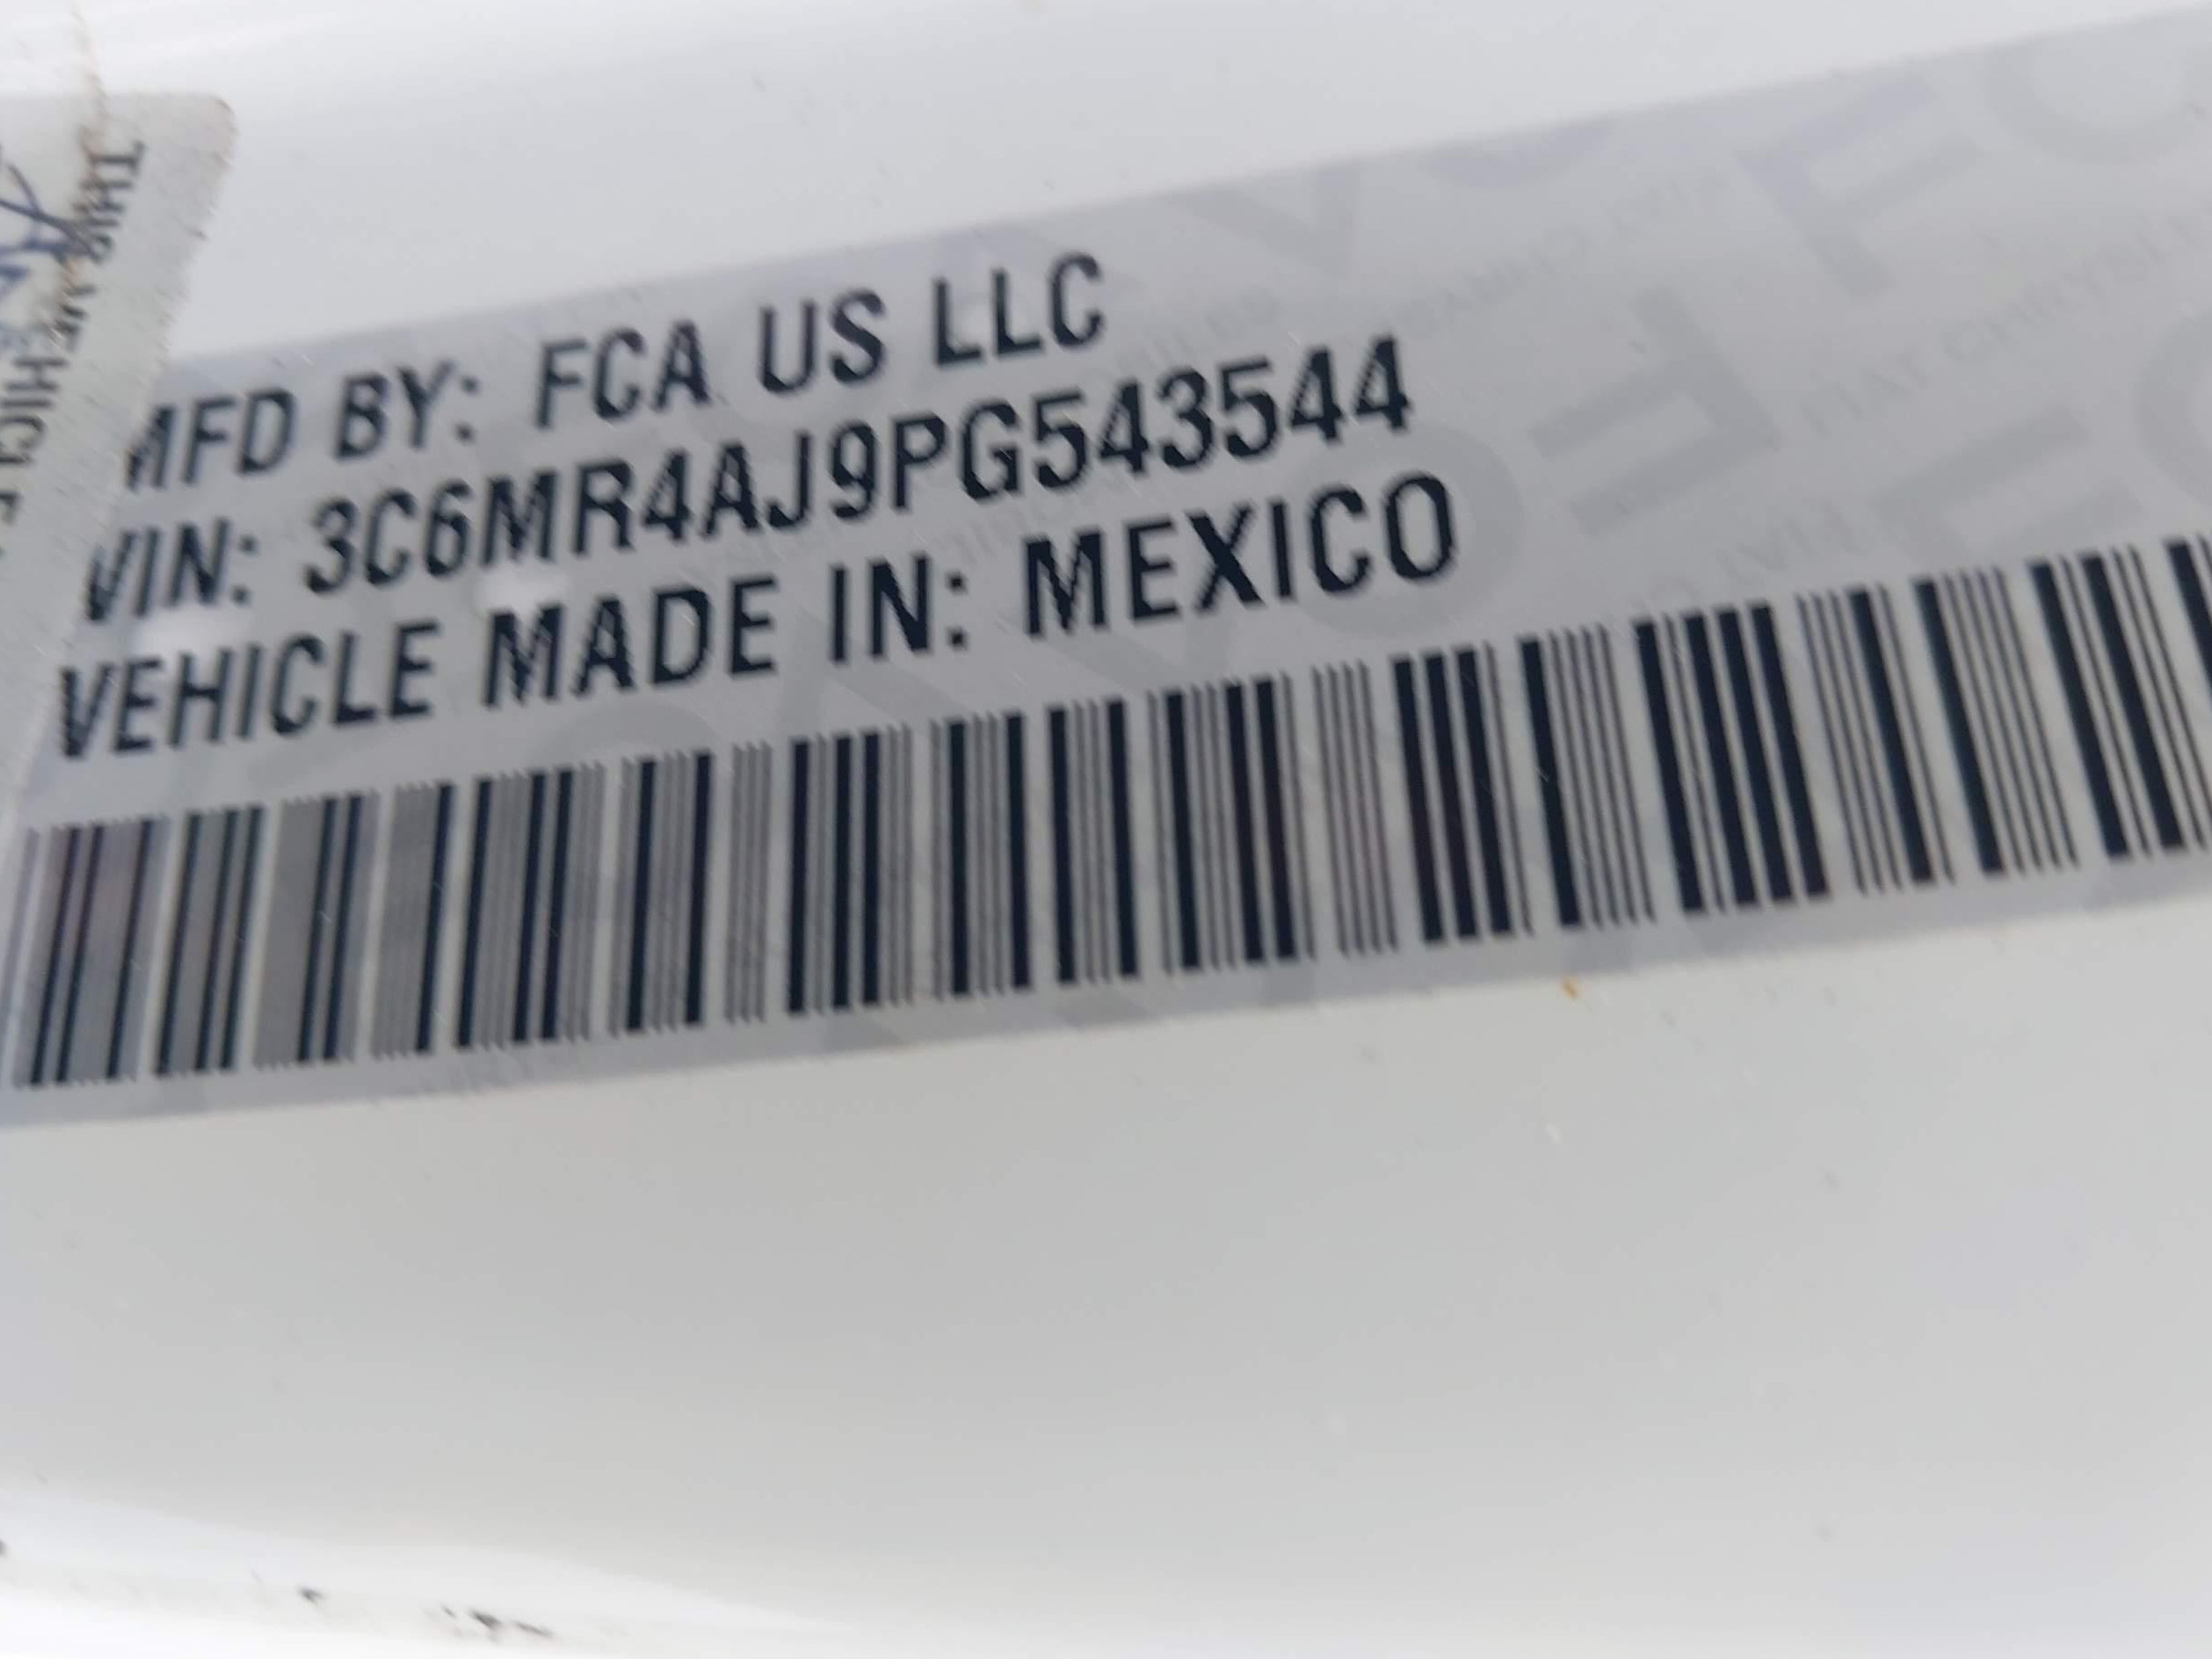 MFD BY: FCA US LLC
VIN: 3C6MR4AJ9PG543544
VEHICLE MADE IN: MEXICO